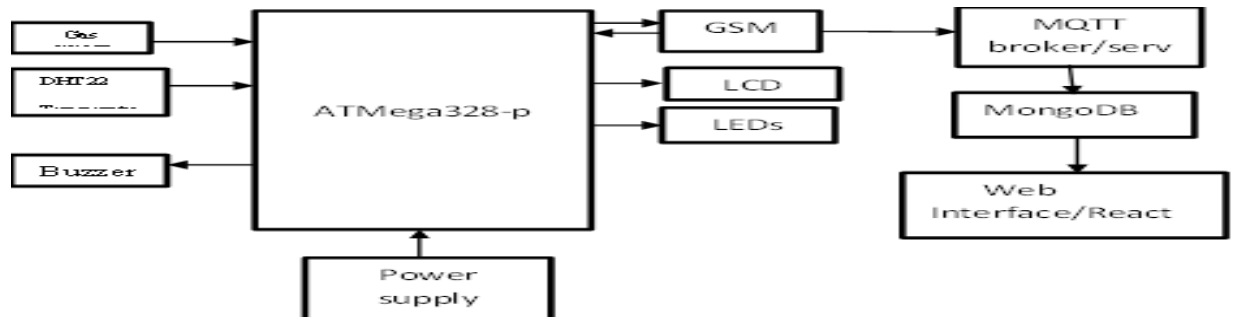 Gas
DHT22
Buzzer
ATMega328-p
Power
supply
GSM
LCD
LEDs
MQTT
broker/serv
MongoDB
Web
Interface/React